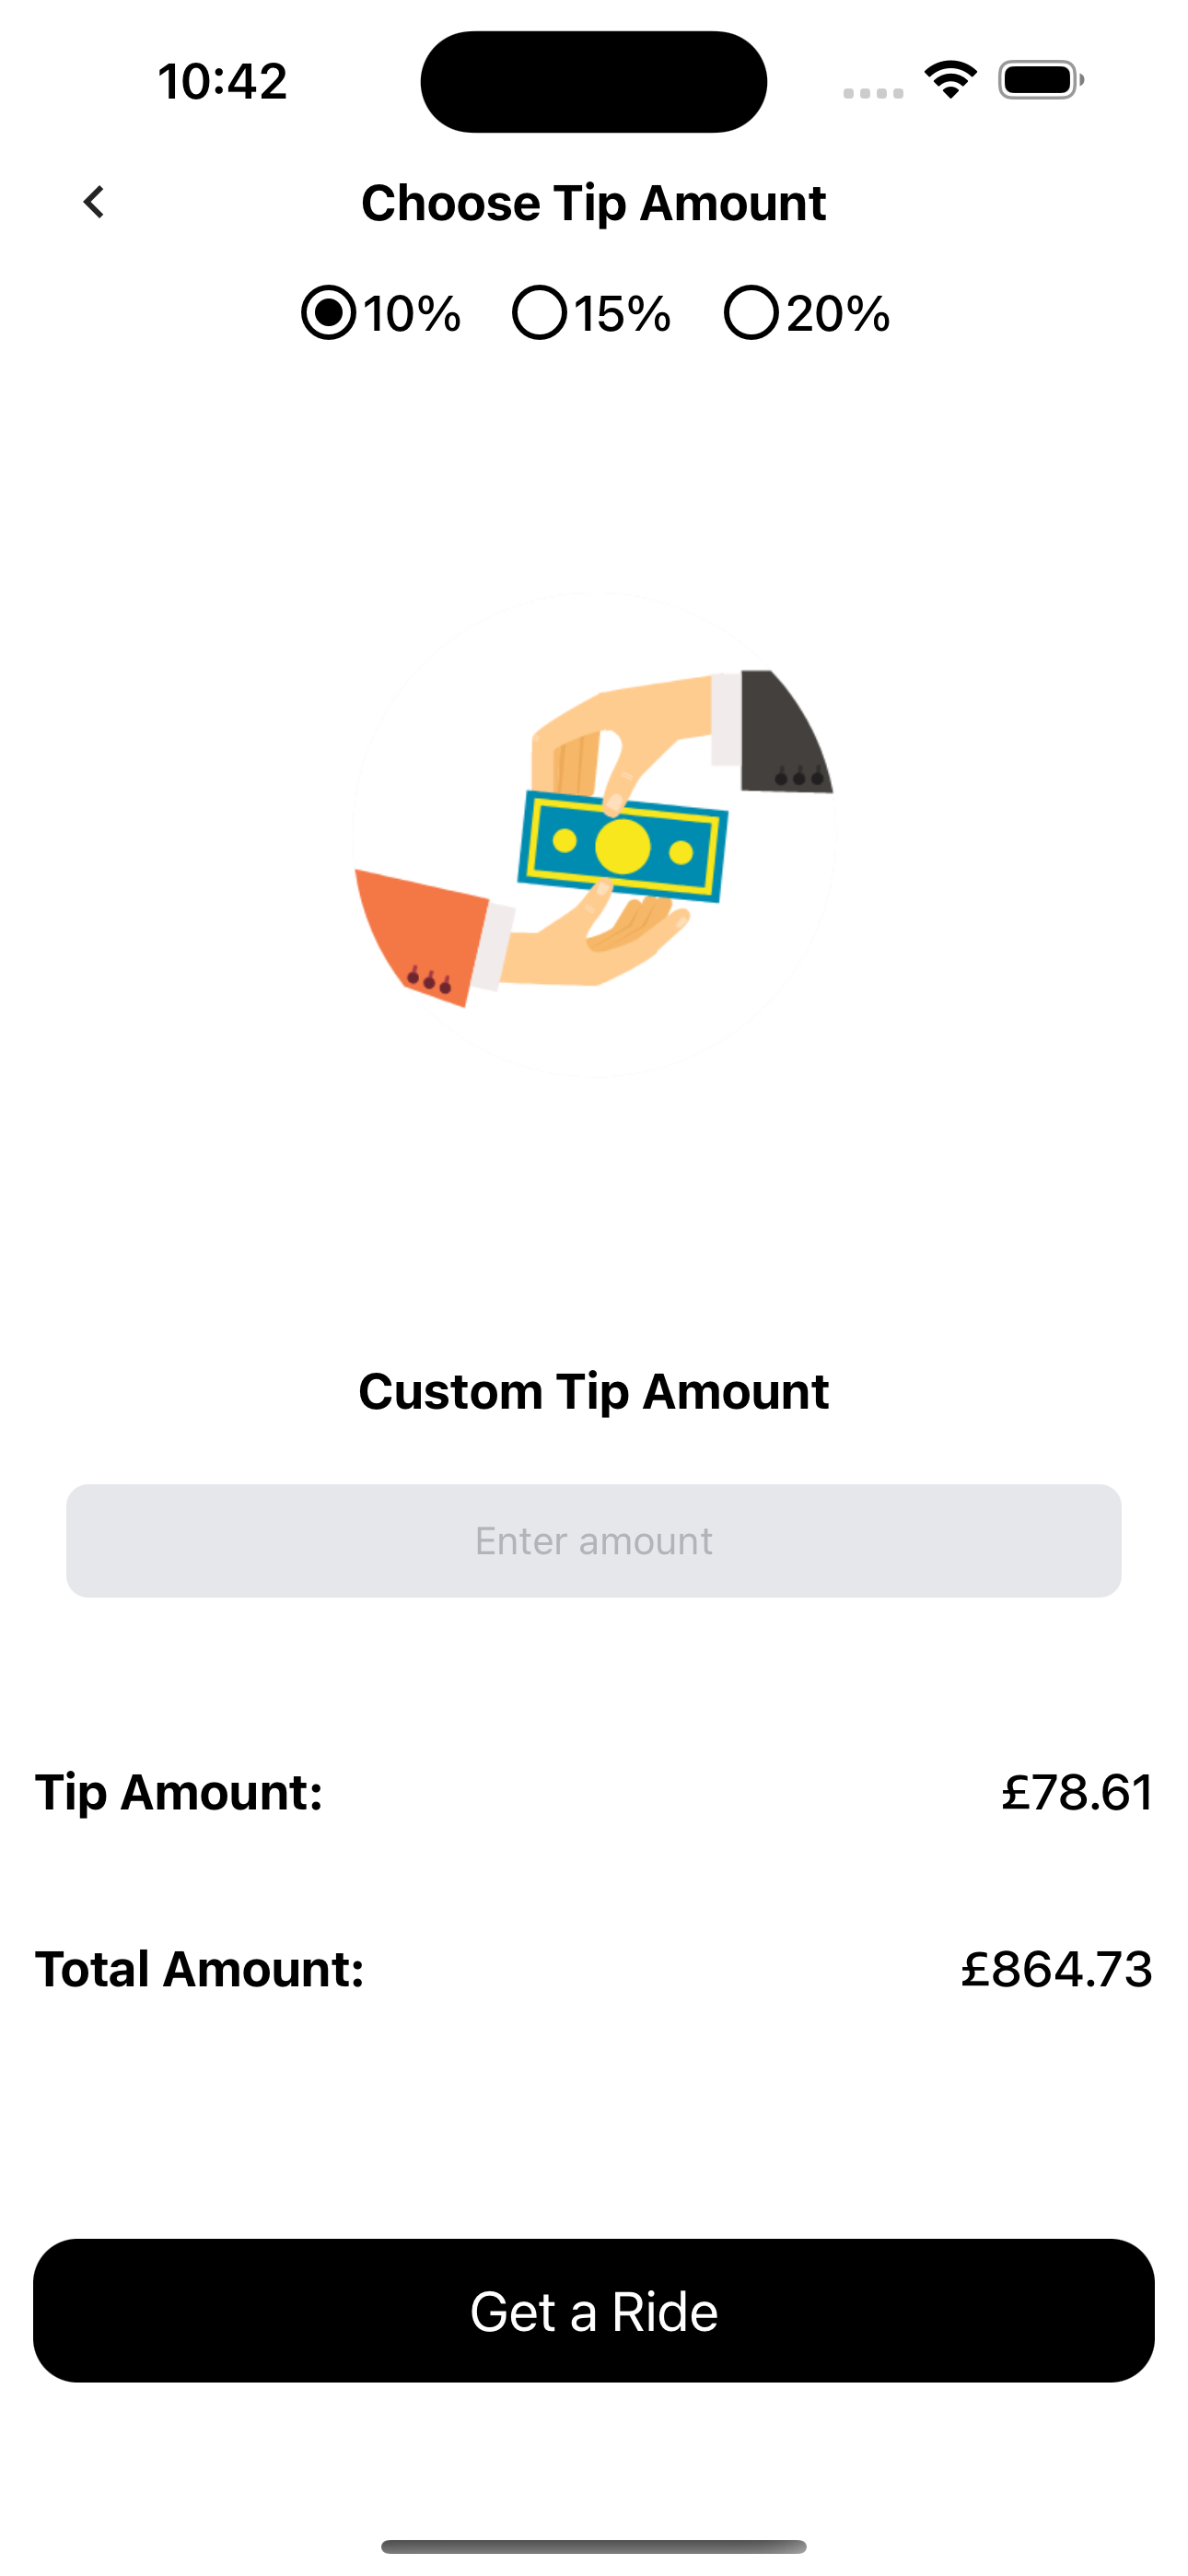 10:42
Choose Tip Amount
10% 15% 20%
Custom Tip Amount
Enter amount
Tip Amount: £78.61
Total Amount: £864.73
Get a Ride